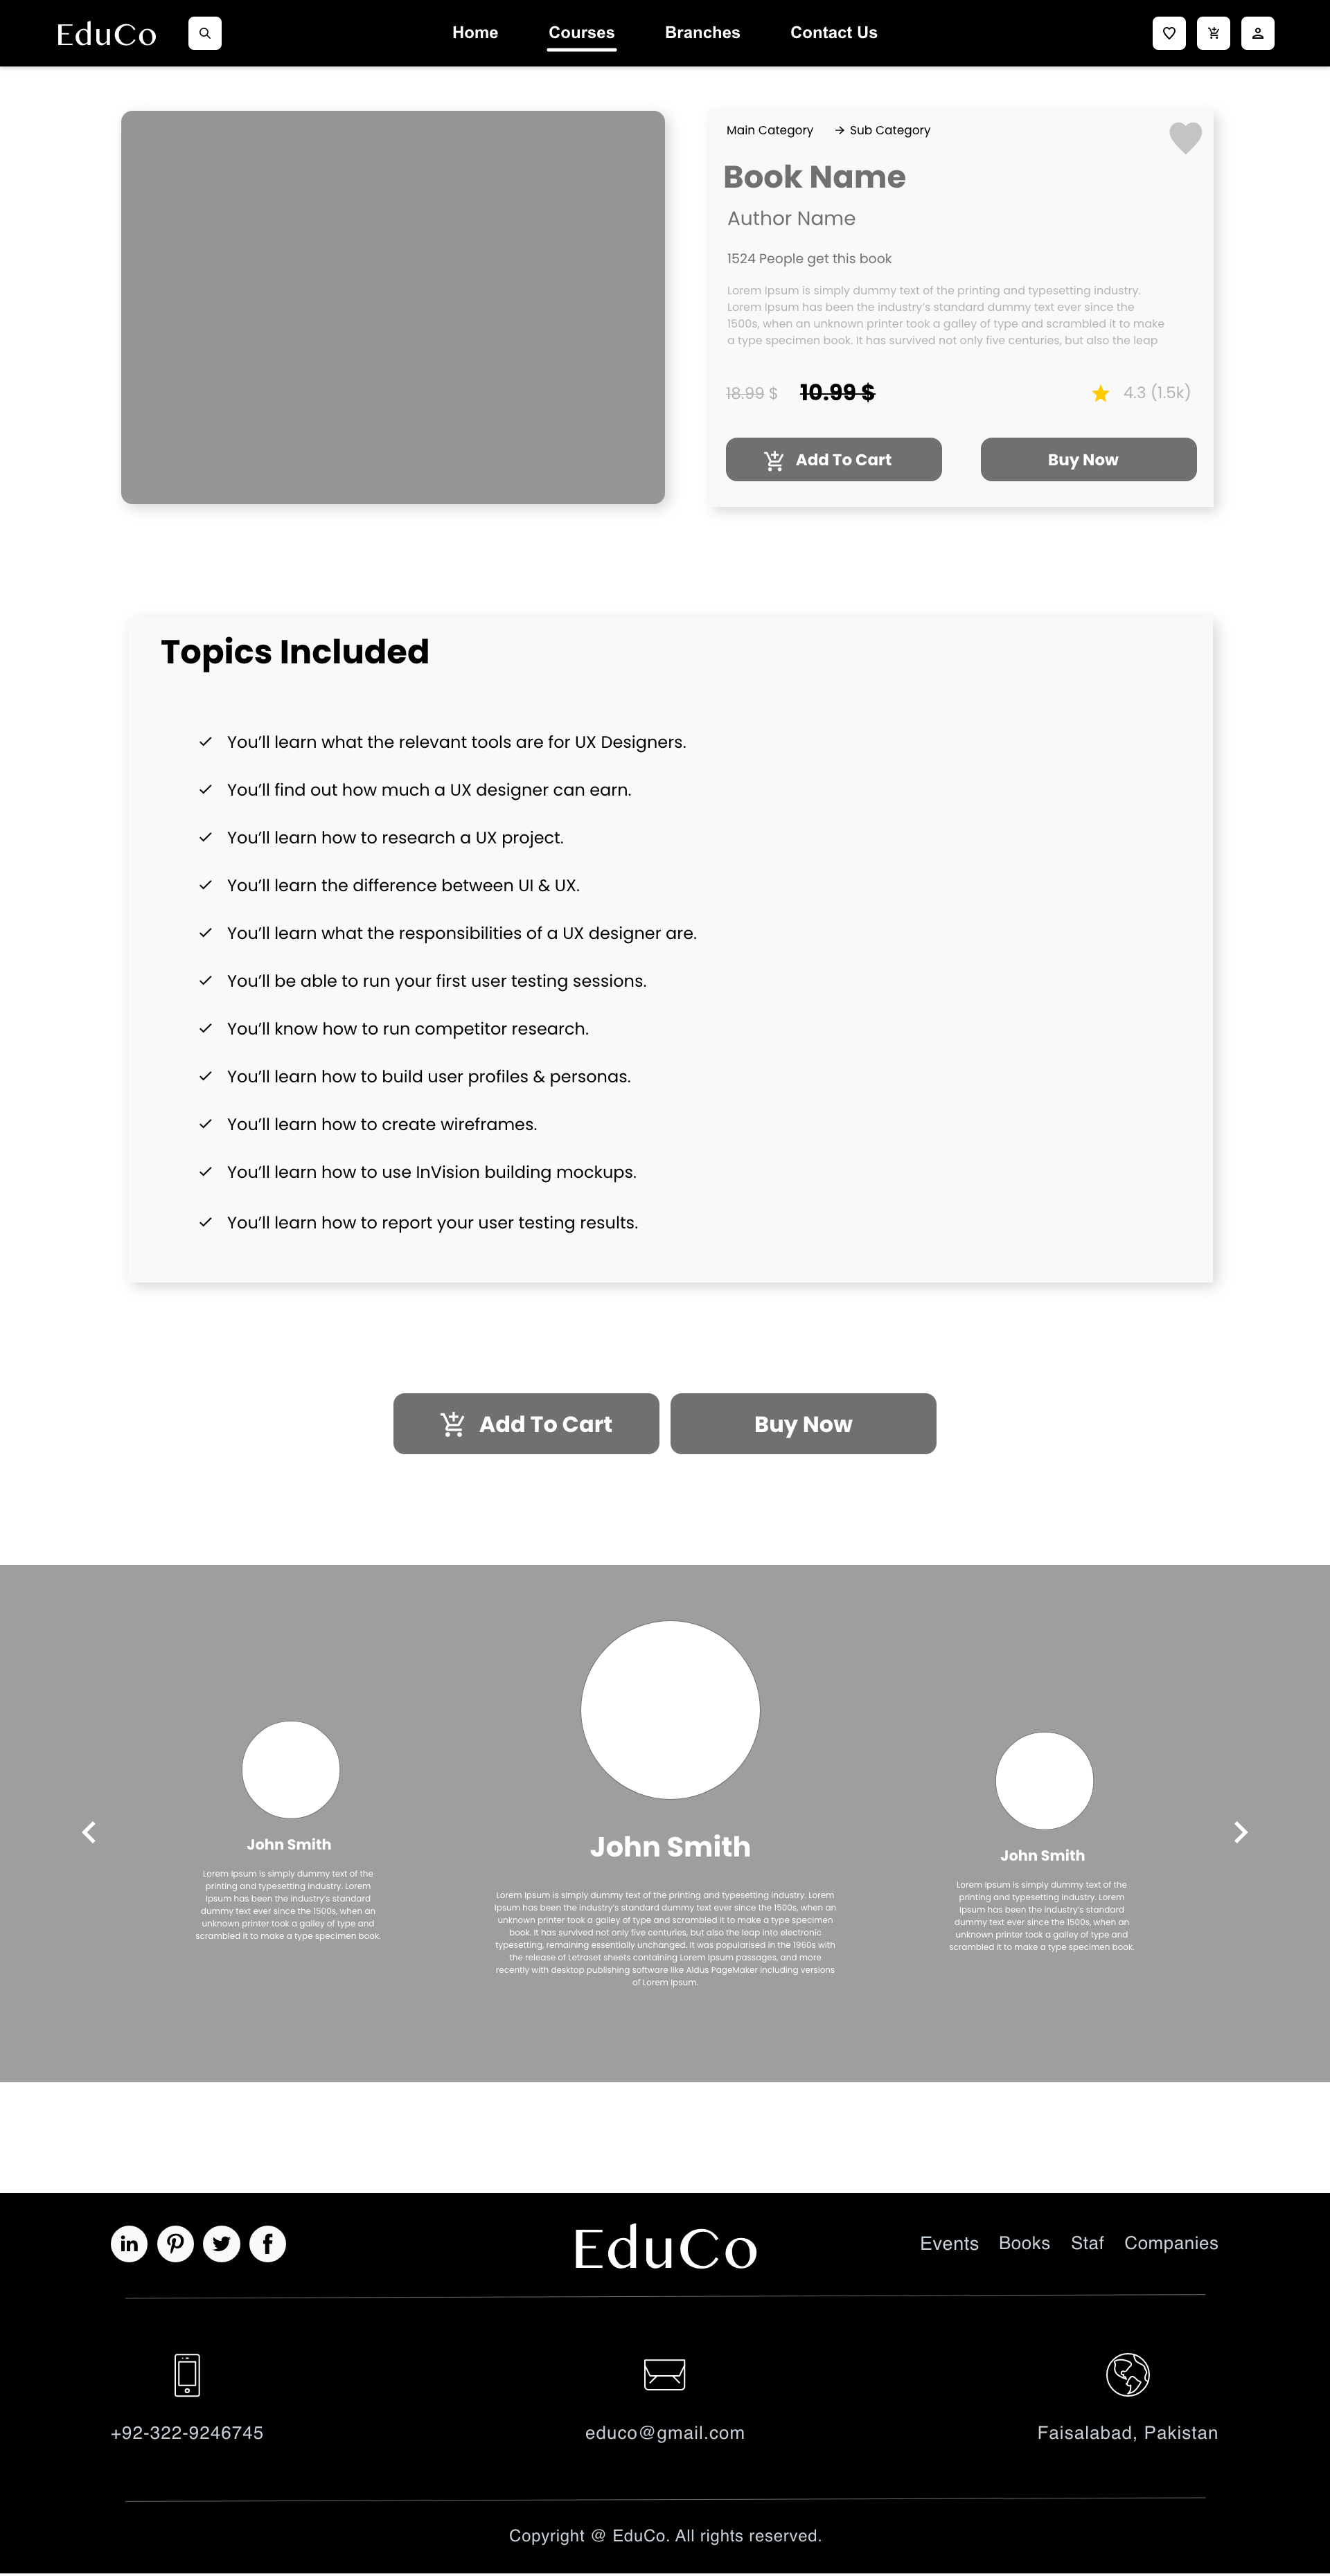 EduCo
Home Courses Branches Contact Us
Main Category → Sub Category
Book Name
Author Name
1524 People get this book
Lorem Ipsum is simply dummy text of the printing and typesetting industry.
Lorem Ipsum has been the industry's standard dummy text ever since the
1500s, when an unknown printer took a galley of type and scrambled it to make
a type specimen book. It has survived not only five centuries, but also the leap
18.99 $ 10.99 $ 4.3 (1.5k)
Add To Cart Buy Now
Topics Included
You'll learn what the relevant tools are for UX Designers.
You'll find out how much a UX designer can earn.
You'll learn how to research a UX project.
You'll learn the difference between UI & UX.
You'll learn what the responsibilities of a UX designer are.
You'll be able to run your first user testing sessions.
You'll know how to run competitor research.
You'll learn how to build user profiles & personas.
You'll learn how to create wireframes.
You'll learn how to use InVision building mockups.
You'll learn how to report your user testing results.
Add To Cart Buy Now
John Smith
Lorem Ipsum is simply dummy text of the
printing and typesetting industry. Lorem
Ipsum has been the industry's standard
dummy text ever since the 1500s, when an
unknown printer took a galley of type and
scrambled it to make a type specimen book.
John Smith
Lorem Ipsum is simply dummy text of the printing and typesetting industry. Lorem
Ipsum has been the industry's standard dummy text ever since the 1500s, when an
unknown printer took a galley of type and scrambled it to make a type specimen
book. It has survived not only five centuries, but also the leap into electronic
typesetting, remaining essentially unchanged. It was popularised in the 1960s with
the release of Letraset sheets containing Lorem Ipsum passages, and more
recently with desktop publishing software like Aldus PageMaker including versions
of Lorem Ipsum.
John Smith
Lorem Ipsum is simply dummy text of the
printing and typesetting industry. Lorem
Ipsum has been the industry's standard
dummy text ever since the 1500s, when an
unknown printer took a galley of type and
scrambled it to make a type specimen book.
EduCo
Events Books Staf Companies
+92-322-9246745
educo@gmail.com
Faisalabad, Pakistan
Copyright @ EduCo. All rights reserved.